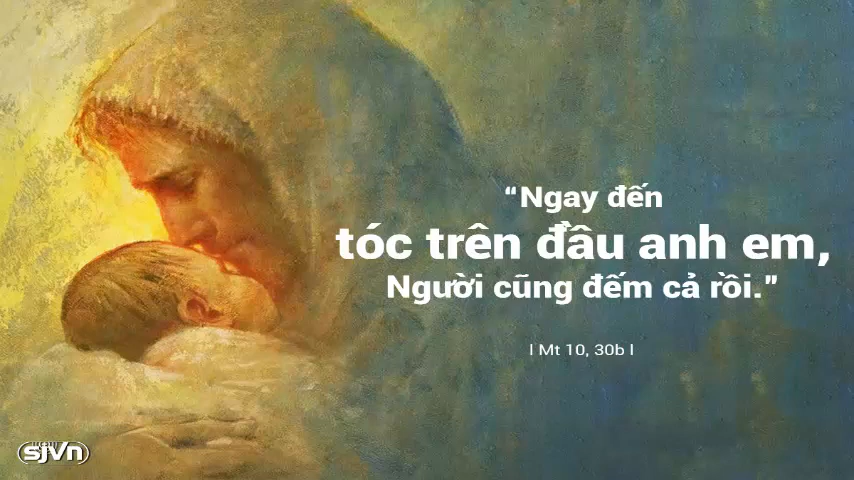 “Ngay đến
tóc trên đầu anh em,
Người cũng đếm cả rồi."
| Mt 10, 30b |
sjVn